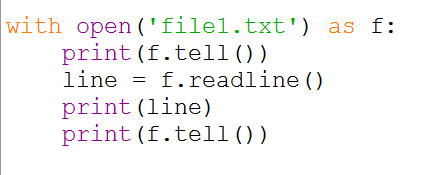 with open('file1.txt') as f:
    print(f.tell())
    line = f.readline()
    print(line)
    print(f.tell())